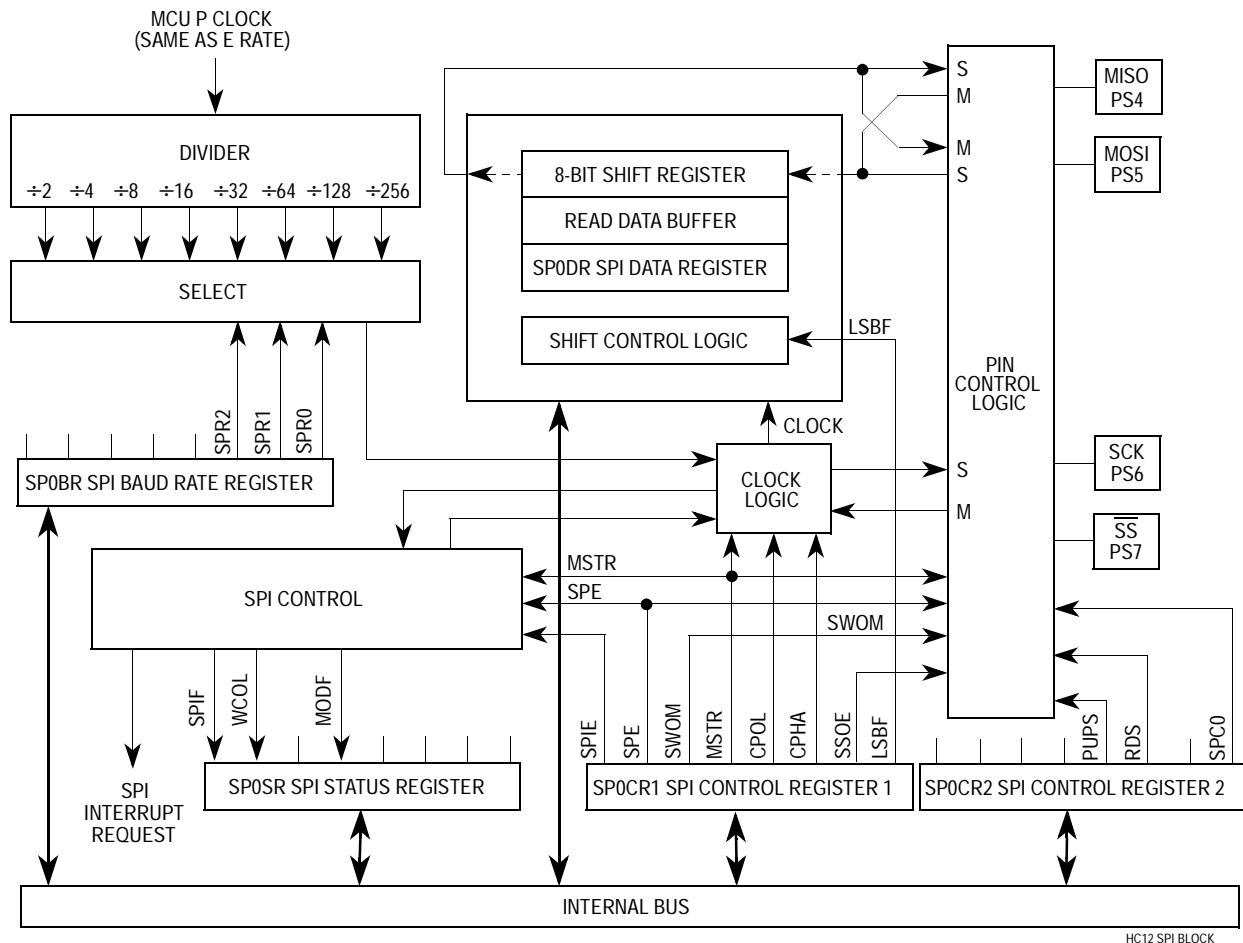 MCU P CLOCK
(SAME AS E RATE)
DIVIDER
÷2 ÷4 ÷8 ÷16 ÷32 ÷64 ÷128 ÷256
SELECT
SPR2
SPR1
SPR0
SP0BR SPI BAUD RATE REGISTER
8-BIT SHIFT REGISTER
READ DATA BUFFER
SP0DR SPI DATA REGISTER
SHIFT CONTROL LOGIC
LSBF
CLOCK
CLOCK
LOGIC
S
M
M
S
PIN
CONTROL
LOGIC
S
M
MISO
PS4
MOSI
PS5
SCK
PS6
SS
PS7
SPI CONTROL
MSTR
SPE
SWOM
SPI
INTERRUPT
REQUEST
SPIF
WCOL
MODF
SP0SR SPI STATUS REGISTER
SPIE
SPE
SWOM
MSTR
CPOL
CPHA
SSOE
LSBF
SP0CR1 SPI CONTROL REGISTER 1
PUPS
RDS
SPC0
SP0CR2 SPI CONTROL REGISTER 2
INTERNAL BUS
HC12 SPI BLOCK